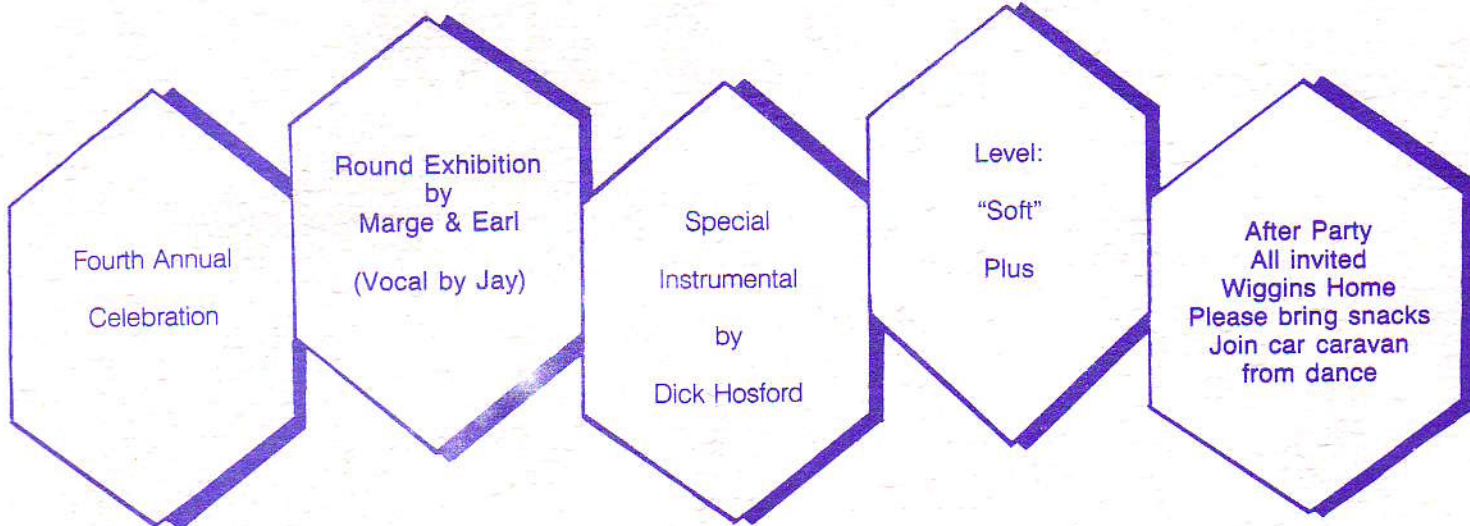 Fourth Annual
Celebration
Round Exhibition
by
Marge & Earl
(Vocal by Jay)
Special
Instrumental
by
Dick Hosford
Level:
“Soft”
Plus
After Party
All invited
Wiggins Home
Please bring snacks
Join car caravan
from dance